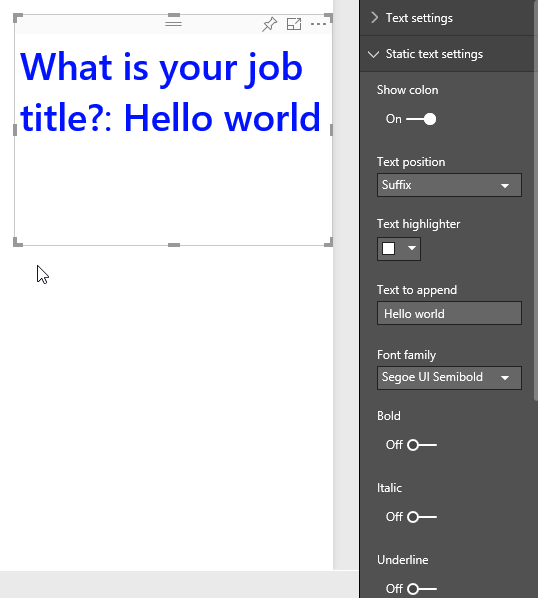 What is your job
title?: Hello world
Text settings
Static text settings
Show colon
On
Text position
Suffix
Text highlighter
Text to append
Hello world
Font family
Segoe UI Semibold
Bold
Off
Italic
Off
Underline
Off